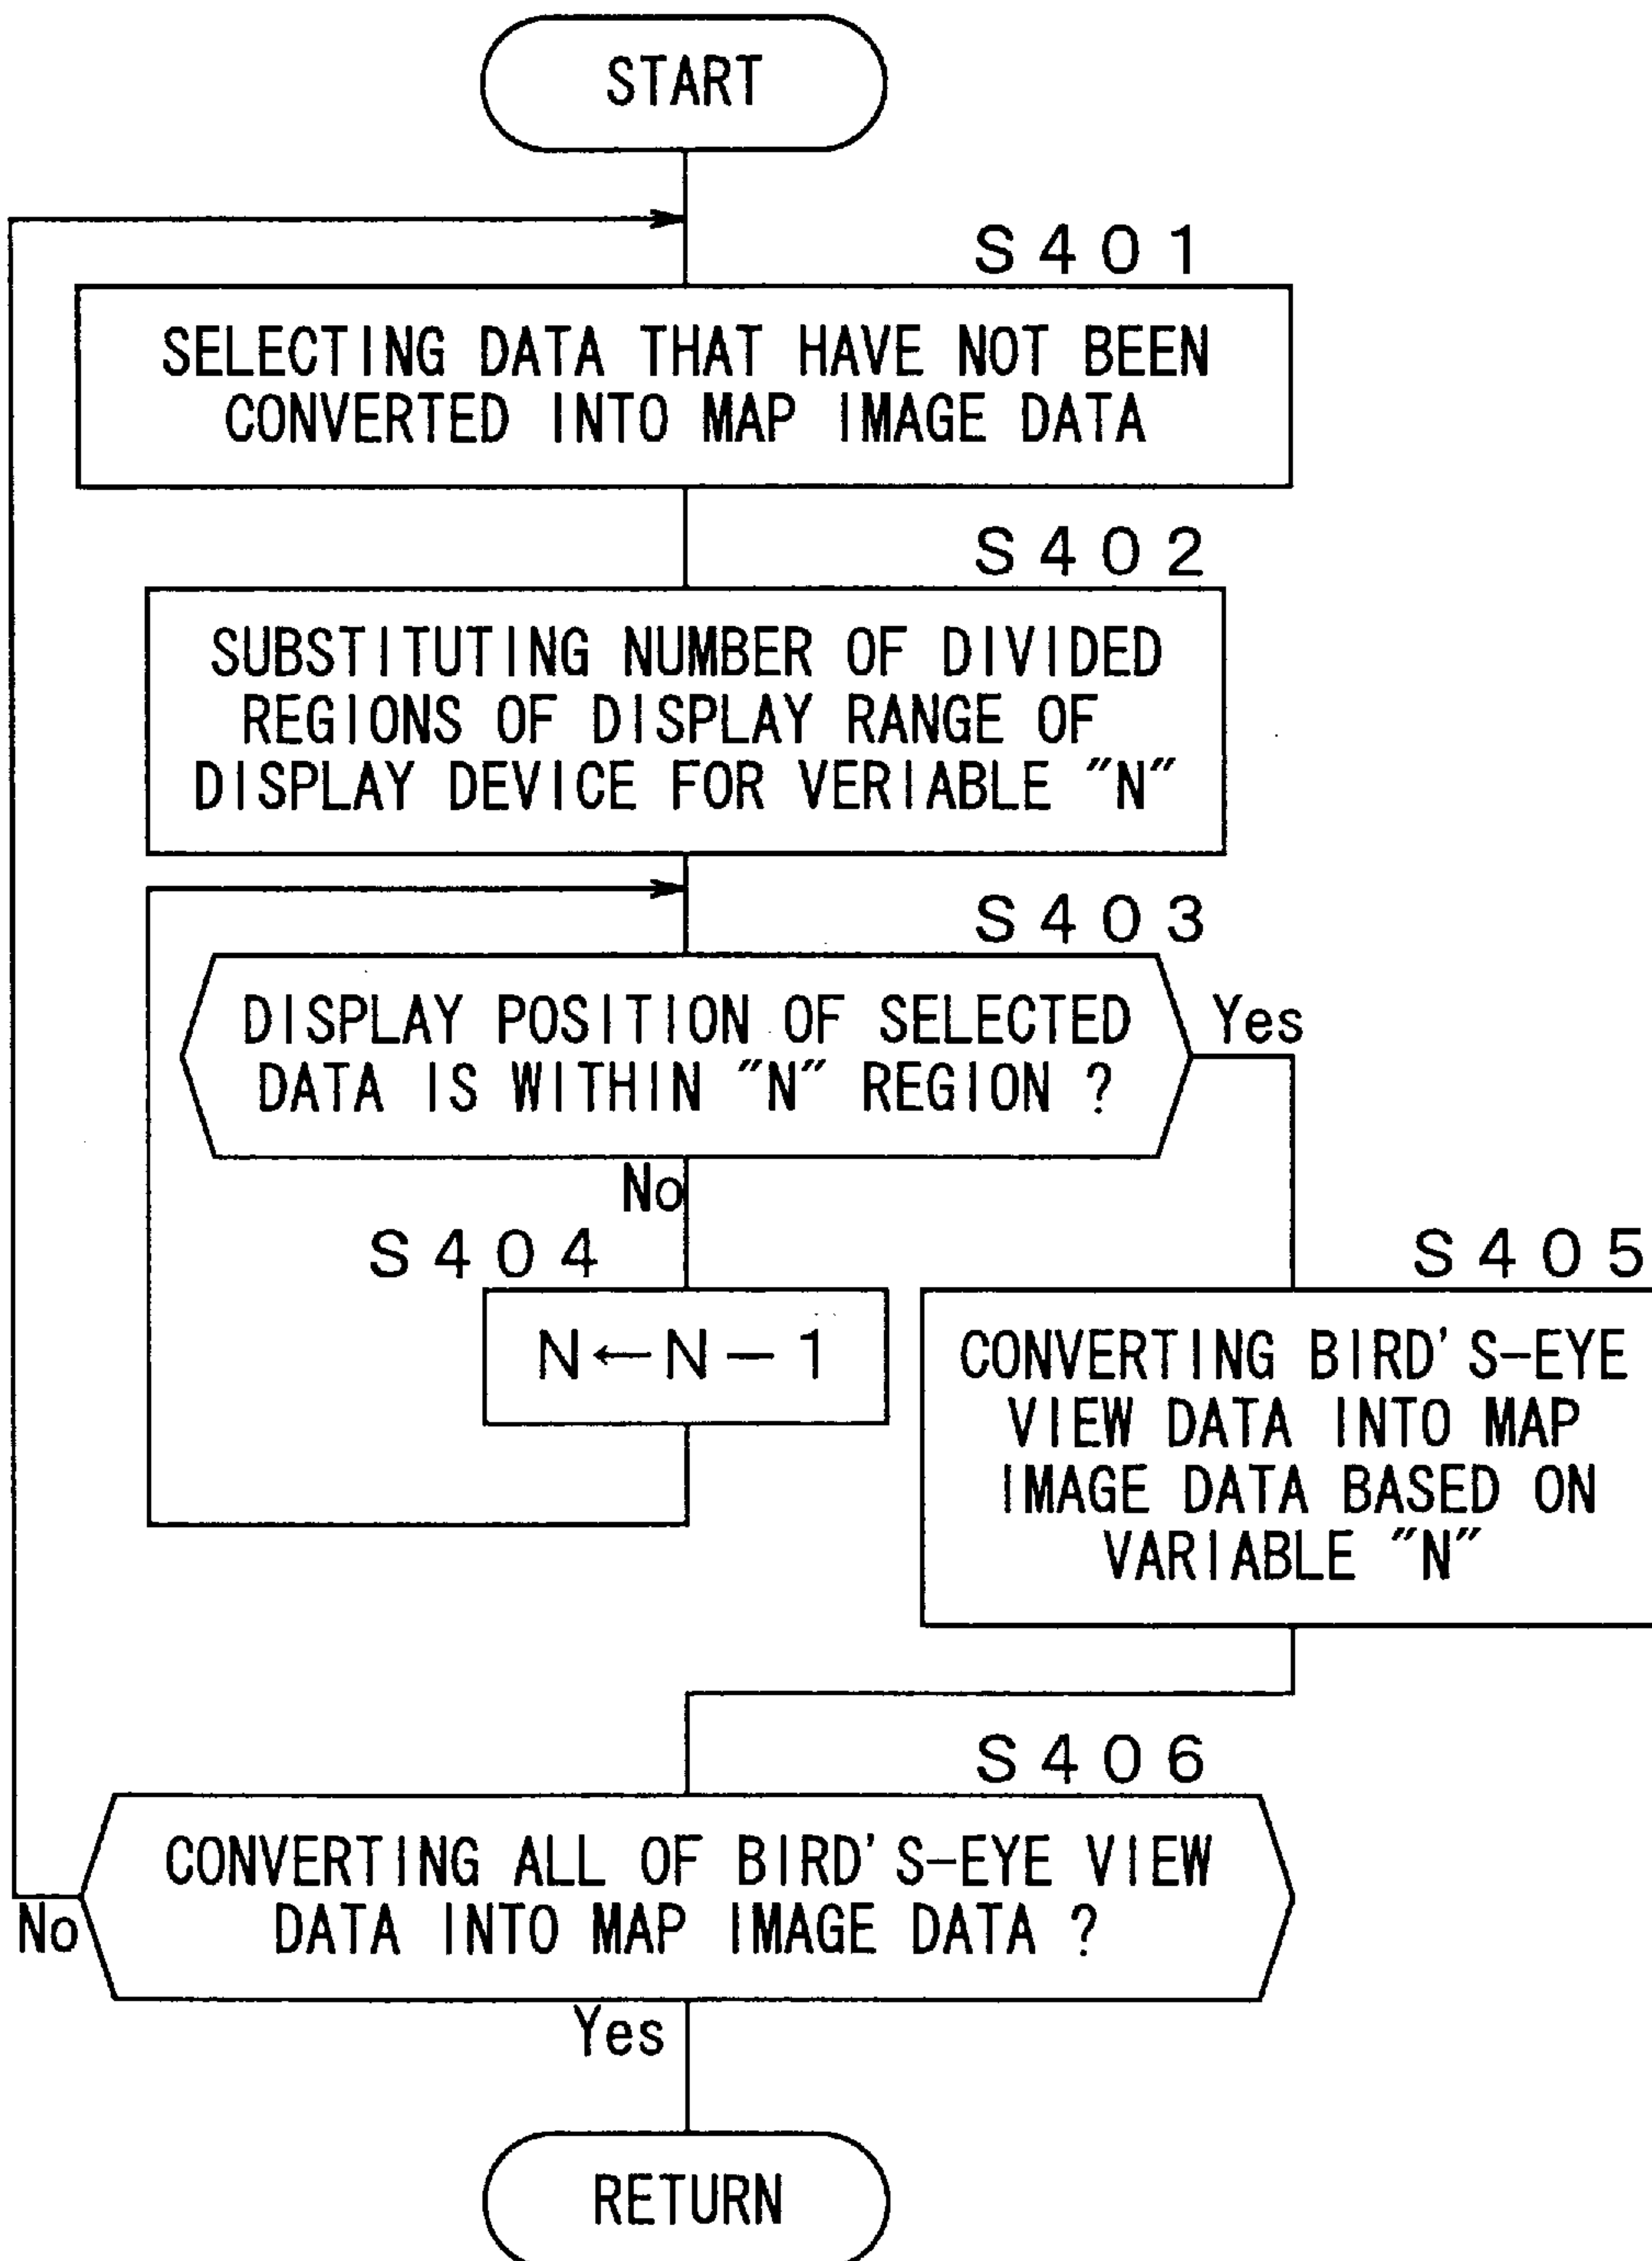 START
S401
SELECTING DATA THAT HAVE NOT BEEN
CONVERTED INTO MAP IMAGE DATA
S402
SUBSTITUTING NUMBER OF DIVIDED
REGIONS OF DISPLAY RANGE OF
DISPLAY DEVICE FOR VERIABLE "N"
S403
DISPLAY POSITION OF SELECTED
DATA IS WITHIN "N" REGION ?
Yes
No
S404
N←N−1
S405
CONVERTING BIRD'S-EYE
VIEW DATA INTO MAP
IMAGE DATA BASED ON
VARIABLE "N"
S406
CONVERTING ALL OF BIRD'S-EYE VIEW
DATA INTO MAP IMAGE DATA ?
No
Yes
RETURN